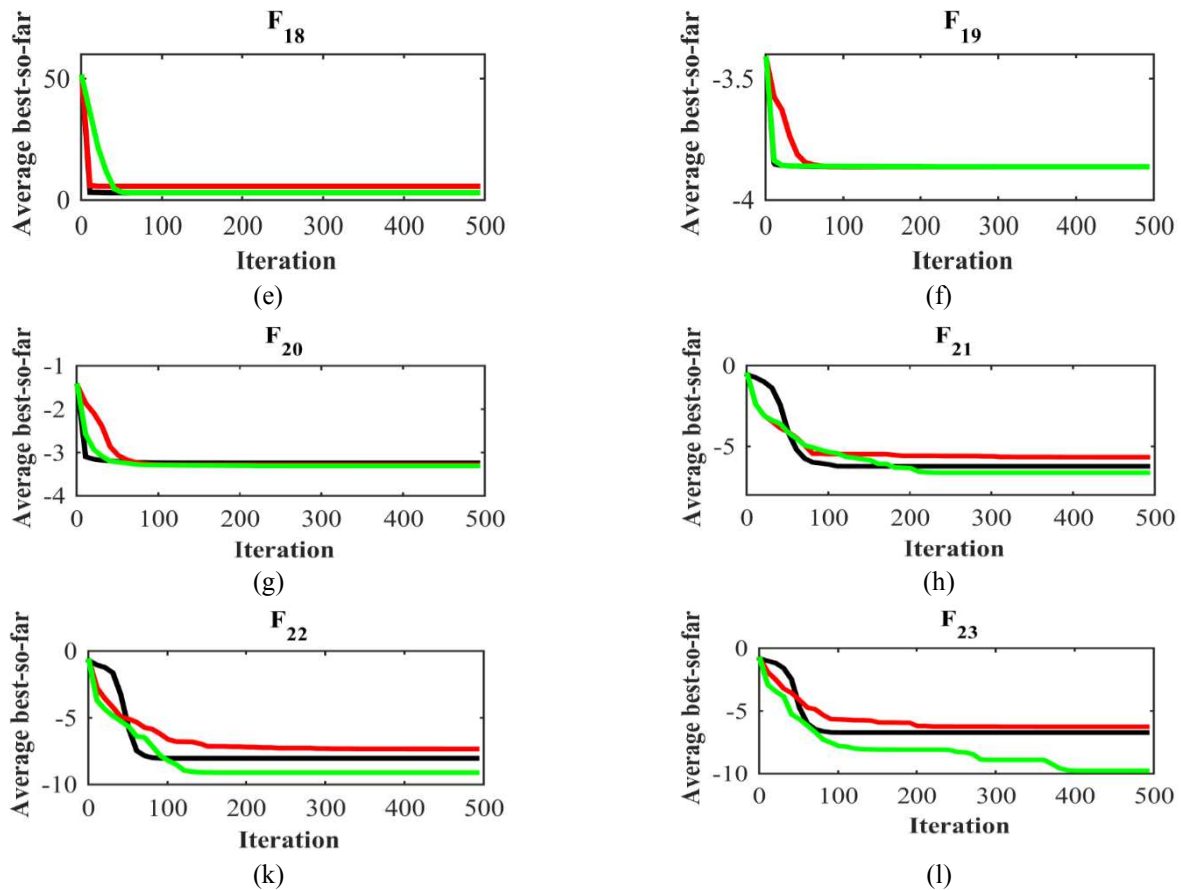 F18
Average best-so-far
50
0
0 100 200 300 400 500
Iteration
(e)
F19
Average best-so-far
-3.5
-4
0 100 200 300 400 500
Iteration
(f)
F20
Average best-so-far
-1
-2
-3
-4
0 100 200 300 400 500
Iteration
(g)
F21
Average best-so-far
0
-5
0 100 200 300 400 500
Iteration
(h)
F22
Average best-so-far
0
-5
-10
0 100 200 300 400 500
Iteration
(k)
F23
Average best-so-far
0
-5
-10
0 100 200 300 400 500
Iteration
(l)